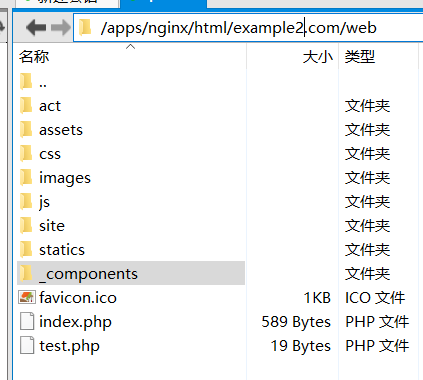 /apps/nginx/html/example2.com/web
名称 大小 类型
..
act 文件夹
assets 文件夹
css 文件夹
images 文件夹
js 文件夹
site 文件夹
statics 文件夹
_components 文件夹
favicon.ico 1KB ICO 文件
index.php 589 Bytes PHP 文件
test.php 19 Bytes PHP 文件